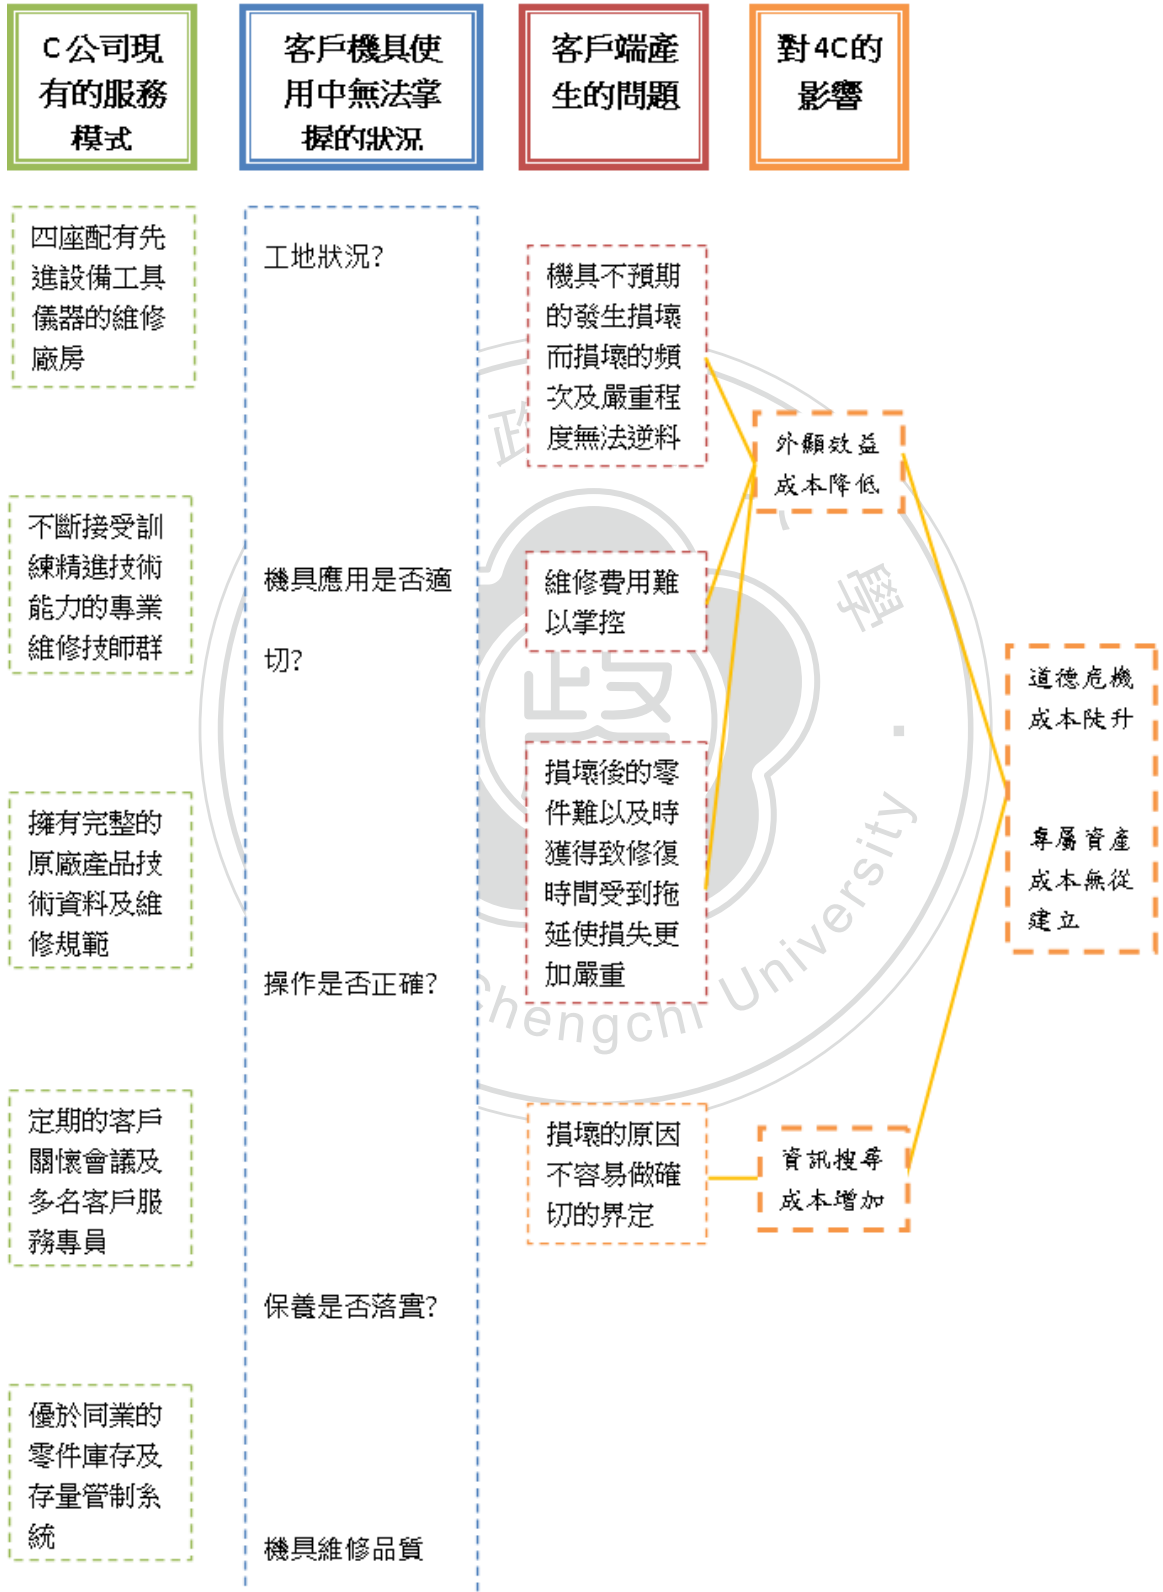 C公司現
有的服務
模式
客戶機具使
用中無法掌
握的狀況
客戶端產
生的問題
對4C的
影響
四座配有先
進設備工具
儀器的維修
廠房
不斷接受訓
練精進技術
能力的專業
維修技師群
擁有完整的
原廠產品技
術資料及維
修規範
定期的客戶
關懷會議及
多名客戶服
務專員
優於同業的
零件庫存及
存量管制系
統
工地狀況?
機具應用是否適
切?
操作是否正確?
保養是否落實?
機具維修品質
機具不預期
的發生損壞
而損壞的頻
次及嚴重程
度無法逆料
維修費用難
以掌控
損壞後的零
件難以及時
獲得致修復
時間受到拖
延使損失更
加嚴重
損壞的原因
不容易做確
切的界定
外顯效益
成本降低
資訊搜尋
成本增加
道德危機
成本陡升
專屬資產
成本無從
建立
政
學
政
Chengchi University